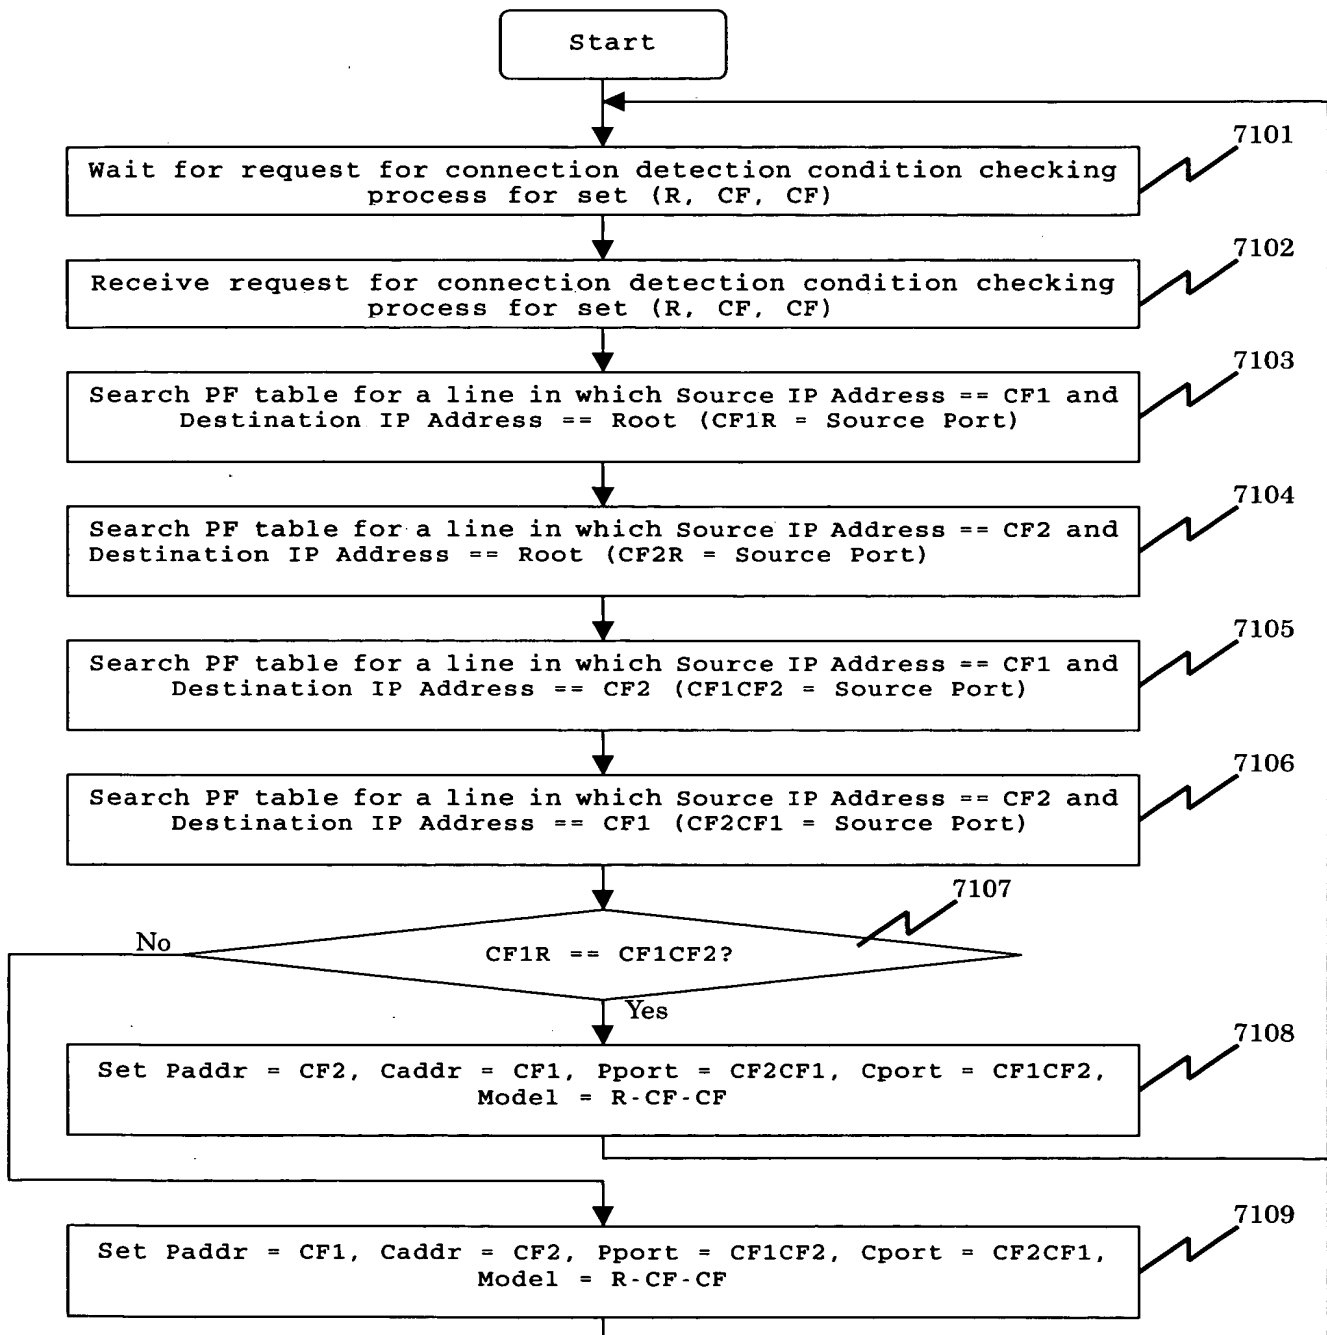 Start
7101
Wait for request for connection detection condition checking
process for set (R, CF, CF)
7102
Receive request for connection detection condition checking
process for set (R, CF, CF)
7103
Search PF table for a line in which Source IP Address == CF1 and
Destination IP Address == Root (CF1R = Source Port)
7104
Search PF table for a line in which Source IP Address == CF2 and
Destination IP Address == Root (CF2R = Source Port)
7105
Search PF table for a line in which Source IP Address == CF1 and
Destination IP Address == CF2 (CF1CF2 = Source Port)
7106
Search PF table for a line in which Source IP Address == CF2 and
Destination IP Address == CF1 (CF2CF1 = Source Port)
7107
No
CF1R == CF1CF2?
Yes
7108
Set Paddr = CF2, Caddr = CF1, Pport = CF2CF1, Cport = CF1CF2,
Model = R-CF-CF
7109
Set Paddr = CF1, Caddr = CF2, Pport = CF1CF2, Cport = CF2CF1,
Model = R-CF-CF